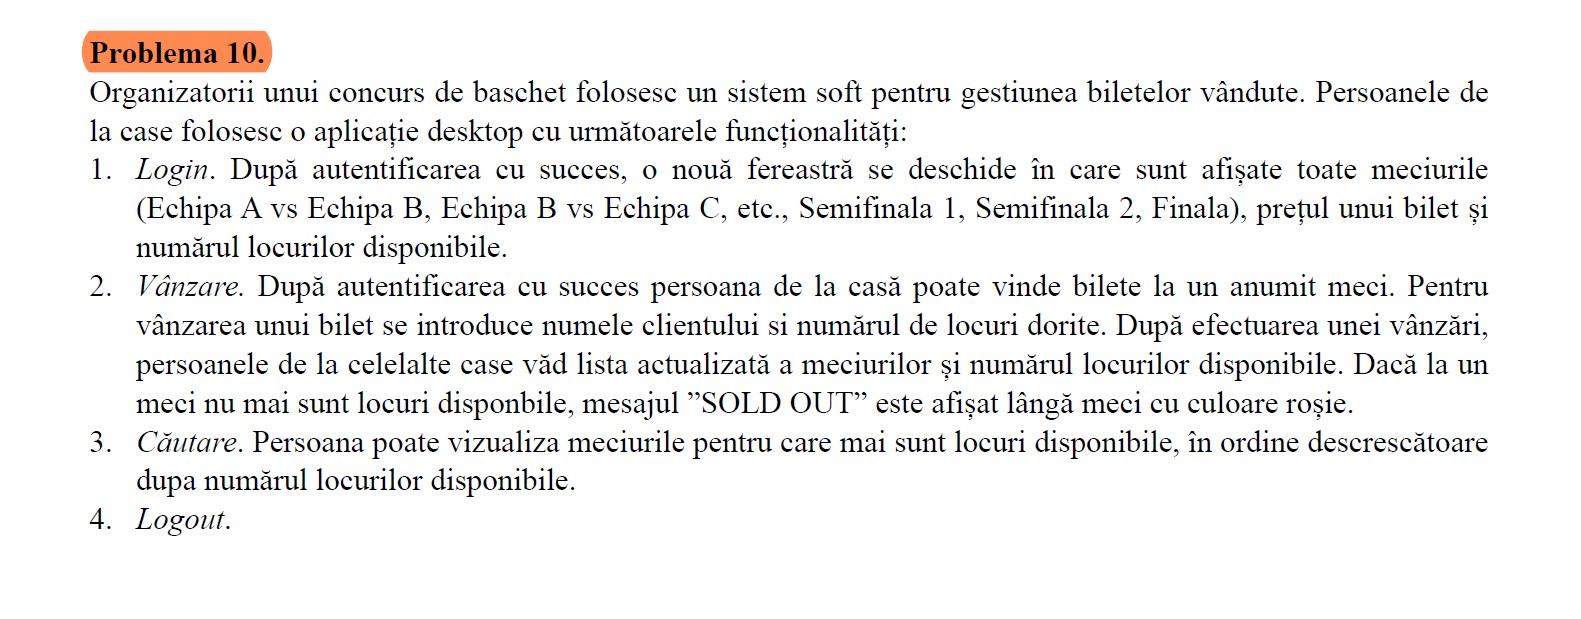 Problema 10.
Organizatorii unui concurs de baschet folosesc un sistem soft pentru gestiunea biletelor vândute. Persoanele de
la case folosesc o aplicație desktop cu următoarele funcționalități:
1. Login. După autentificarea cu succes, o nouă fereastră se deschide în care sunt afișate toate meciurile
(Echipa A vs Echipa B, Echipa B vs Echipa C, etc., Semifinala 1, Semifinala 2, Finala), prețul unui bilet și
numărul locurilor disponibile.
2. Vânzare. După autentificarea cu succes persoana de la casă poate vinde bilete la un anumit meci. Pentru
vânzarea unui bilet se introduce numele clientului si numărul de locuri dorite. După efectuarea unei vânzări,
persoanele de la celelalte case văd lista actualizată a meciurilor și numărul locurilor disponibile. Dacă la un
meci nu mai sunt locuri disponbile, mesajul ”SOLD OUT” este afișat lângă meci cu culoare roșie.
3. Căutare. Persoana poate vizualiza meciurile pentru care mai sunt locuri disponibile, în ordine descrescătoare
dupa numărul locurilor disponibile.
4. Logout.